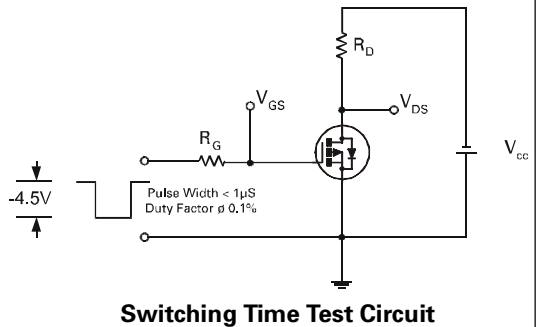 R_D
V_GS
V_DS
R_G
V_cc
-4.5V
Pulse Width < 1µS
Duty Factor ø 0.1%
Switching Time Test Circuit